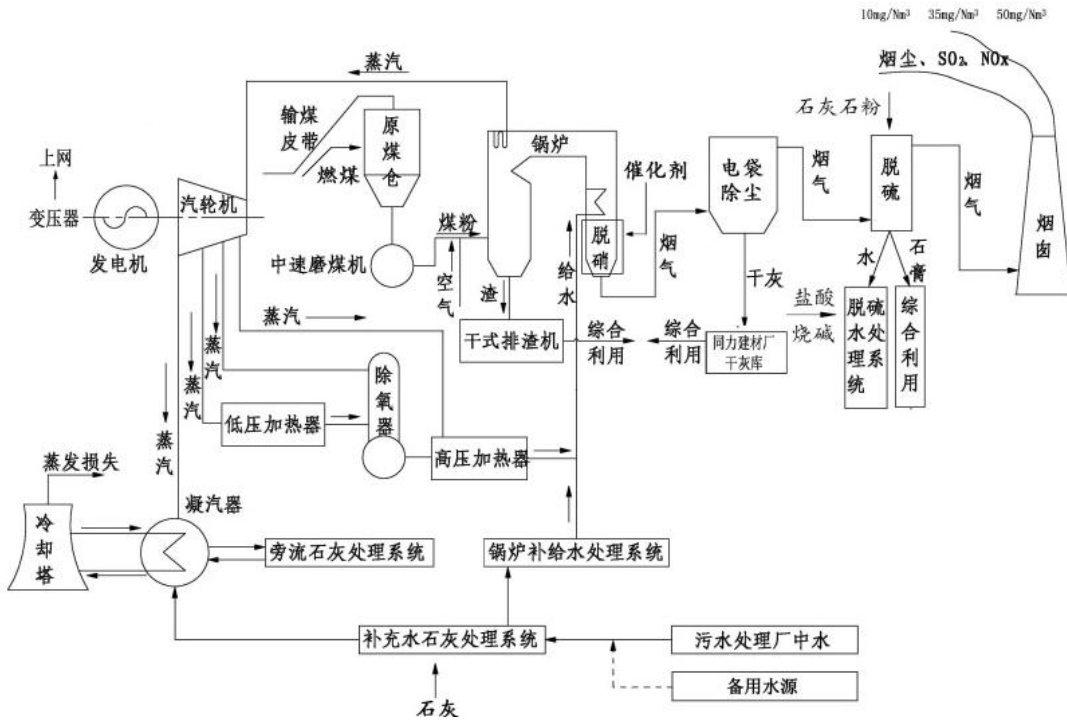 10mg/Nm³ 35mg/Nm³ 50mg/Nm³
烟尘、SO₂、NOx
蒸汽
石灰石粉
输煤
皮带
原煤仓
锅炉
燃煤
催化剂
电袋
除尘
烟气
脱硫
烟气
烟囱
上网
变压器
汽轮机
发电机
中速磨煤机
煤粉
空气
给水
脱硝
烟气
渣
干灰
水
石膏
蒸汽
蒸汽
蒸汽
蒸汽
蒸汽
干式排渣机
综合
利用
综合
利用
同力建材厂
干灰库
盐酸
烧碱
脱硫水处理系统
综合利用
除氧器
低压加热器
高压加热器
蒸发损失
凝汽器
冷却塔
旁流石灰处理系统
锅炉补给水处理系统
补充水石灰处理系统
污水处理厂中水
备用水源
石灰